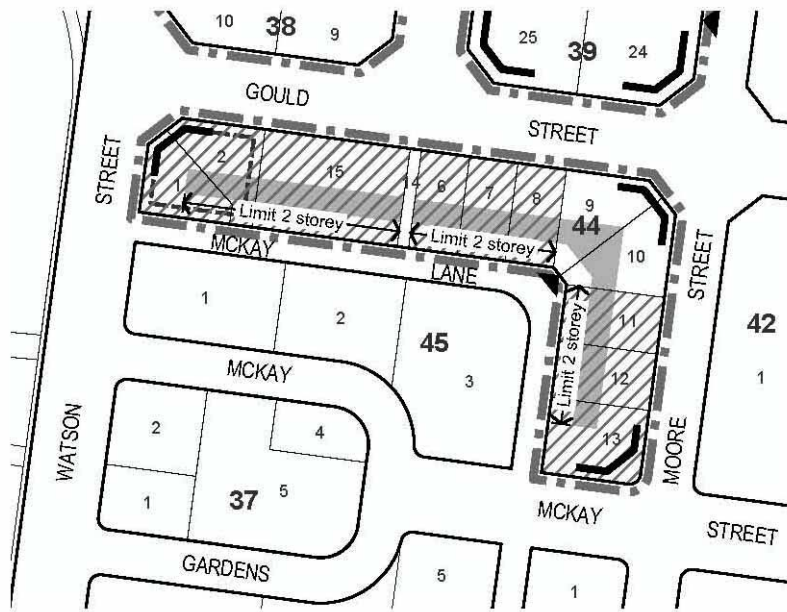 10
38
9
25
39
24
GOULD
STREET
STREET
1
2
15
14
6
7
8
9
44
10
Limit 2 storey
Limit 2 storey
MCKAY
LANE
STREET
1
2
45
3
Limit 2 storey
11
12
13
42
1
MCKAY
2
1
4
37
5
WATSON
MOORE
MCKAY
STREET
GARDENS
5
1